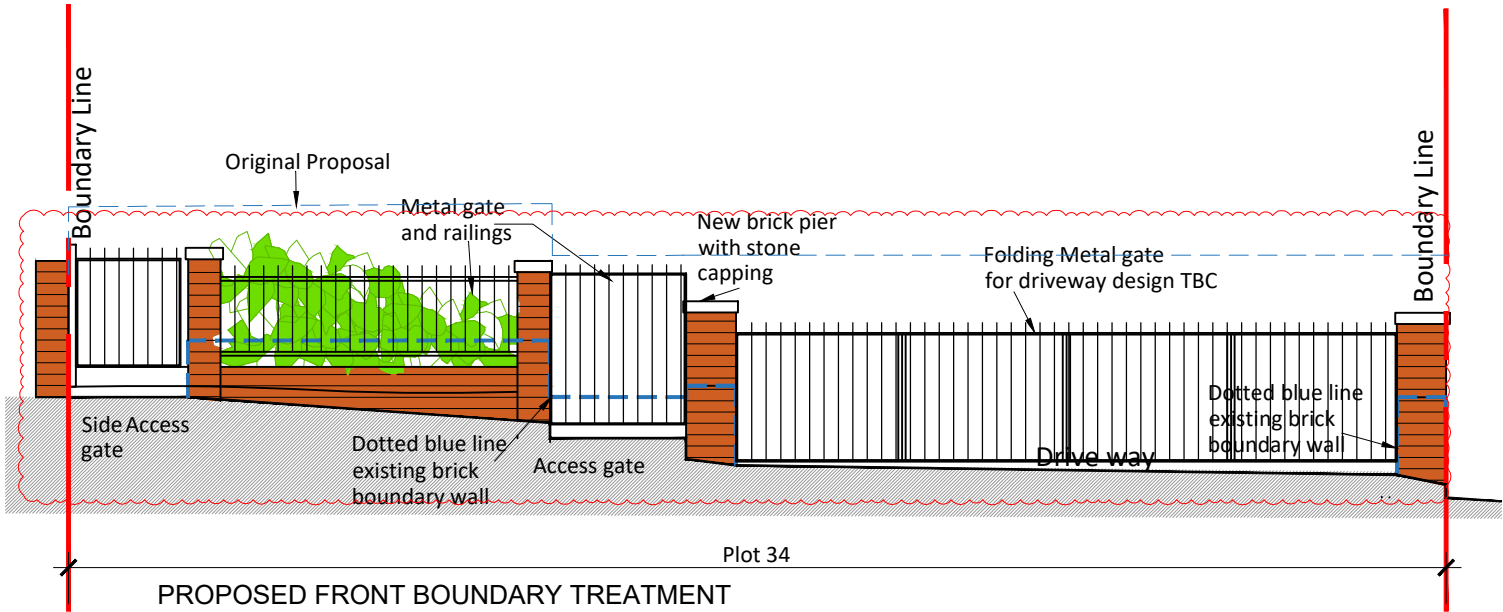 Boundary Line
Original Proposal
Metal gate
and railings
New brick pier
with stone
capping
Folding Metal gate
for driveway design TBC
Boundary Line
Side Access
gate
Dotted blue line
existing brick
boundary wall
Access gate
Drive way
Dotted blue line
existing brick
boundary wall
Plot 34
PROPOSED FRONT BOUNDARY TREATMENT